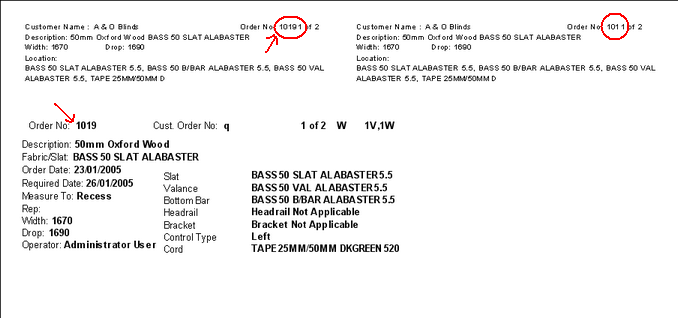 Customer Name : A & O Blinds Order No: 10191 of 2
Description: 50mm Oxford Wood BASS 50 SLAT ALABASTER
Width: 1670 Drop: 1690
Location:
BASS 50 SLAT ALABASTER 5.5, BASS 50 B/BAR ALABASTER 5.5, BASS 50 VAL
ALABASTER 5.5, TAPE 25MM/50MM D
Customer Name : A & O Blinds Order No: 101 1 of 2
Description: 50mm Oxford Wood BASS 50 SLAT ALABASTER
Width: 1670 Drop: 1690
Location:
BASS 50 SLAT ALABASTER 5.5, BASS 50 B/BAR ALABASTER 5.5, BASS 50 VAL
ALABASTER 5.5, TAPE 25MM/50MM D
Order No: 1019 Cust. Order No: q 1 of 2 W 1V,1W
Description: 50mm Oxford Wood
Fabric/Slat: BASS 50 SLAT ALABASTER
Order Date: 23/01/2005
Required Date: 26/01/2005
Measure To: Recess
Rep:
Width: 1670
Drop: 1690
Operator: Administrator User
Slat BASS 50 SLAT ALABASTER 5.5
Valance BASS 50 VAL ALABASTER 5.5
Bottom Bar BASS 50 B/BAR ALABASTER 5.5
Headrail Headrail Not Applicable
Bracket Bracket Not Applicable
Control Type Left
Cord TAPE 25MM/50MM DKGREEN 520